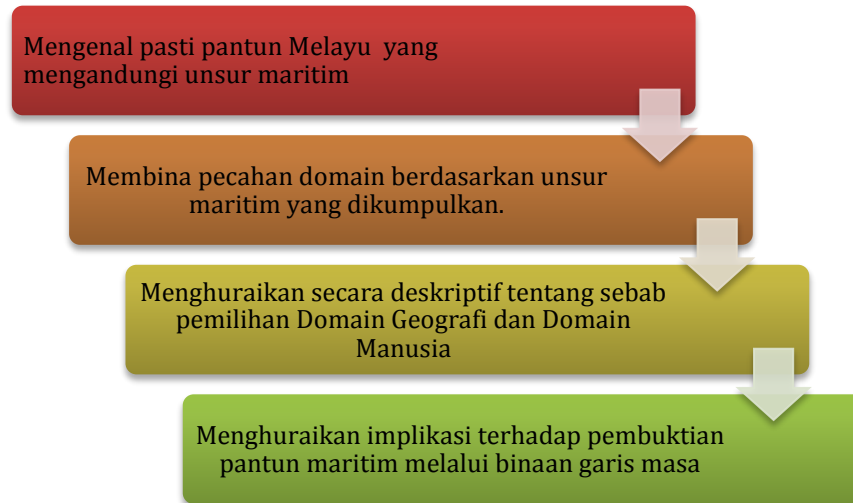 Mengenal pasti pantun Melayu yang
mengandungi unsur maritim
Membina pecahan domain berdasarkan unsur
maritim yang dikumpulkan.
Menghuraikan secara deskriptif tentang sebab
pemilihan Domain Geografi dan Domain
Manusia
Menghuraikan implikasi terhadap pembuktian
pantun maritim melalui binaan garis masa